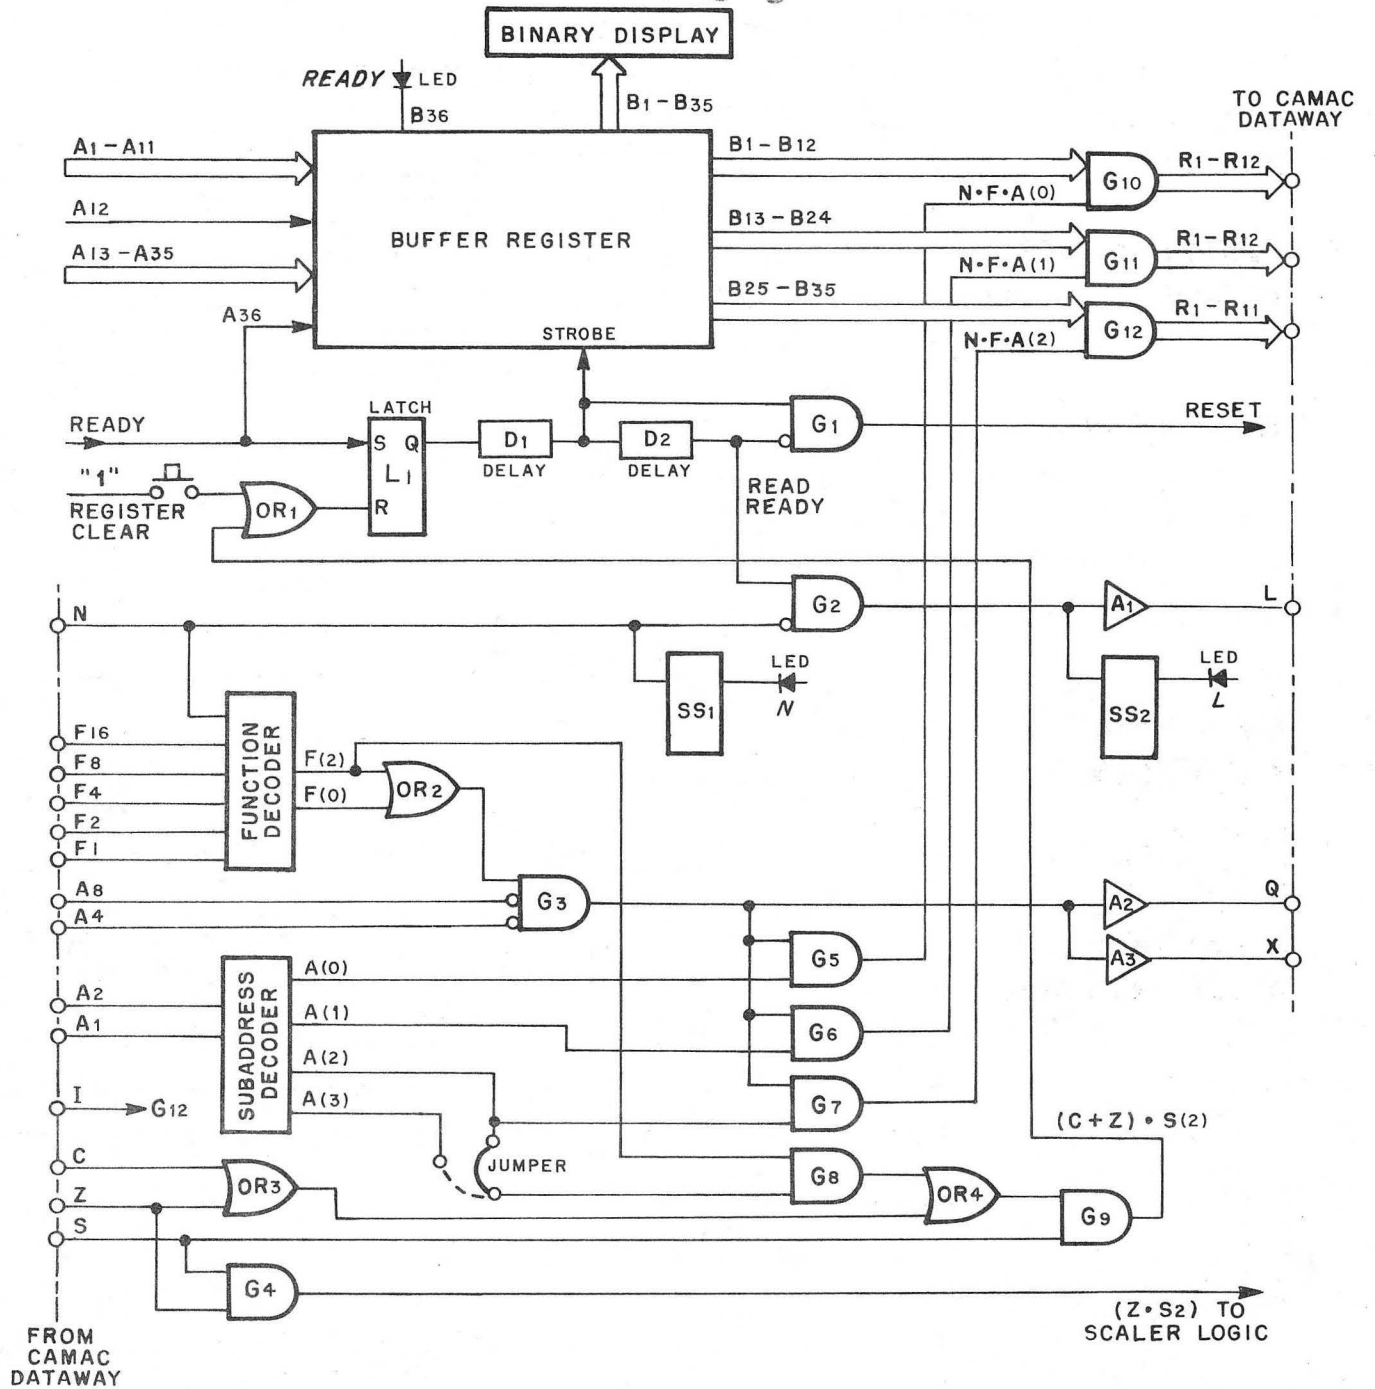 BINARY DISPLAY
READY LED
B36
B1-B35
TO CAMAC
DATAWAY
A1-A11
B1-B12
G10
R1-R12
N·F·A(0)
A12
B13-B24
BUFFER REGISTER
R1-R12
A13-A35
N·F·A(1)
G11
B25-B35
R1-R11
A36
STROBE
N·F·A(2)
G12
LATCH
READY
S Q
D1
D2
G1
RESET
"1"
L1
DELAY
DELAY
REGISTER
CLEAR
OR1
R
READ
READY
N
G2
A1
L
LED
N
SS1
LED
L
SS2
F16
F8
F4
F2
F1
FUNCTION
DECODER
F(2)
F(0)
OR2
A8
A4
G3
A2
Q
A3
X
A2
A1
SUBADDRESS
DECODER
A(0)
A(1)
A(2)
A(3)
G5
G6
G7
I
G12
(C+Z)·S(2)
C
Z
S
OR3
JUMPER
G8
OR4
G9
G4
(Z·S2) TO
SCALER LOGIC
FROM
CAMAC
DATAWAY